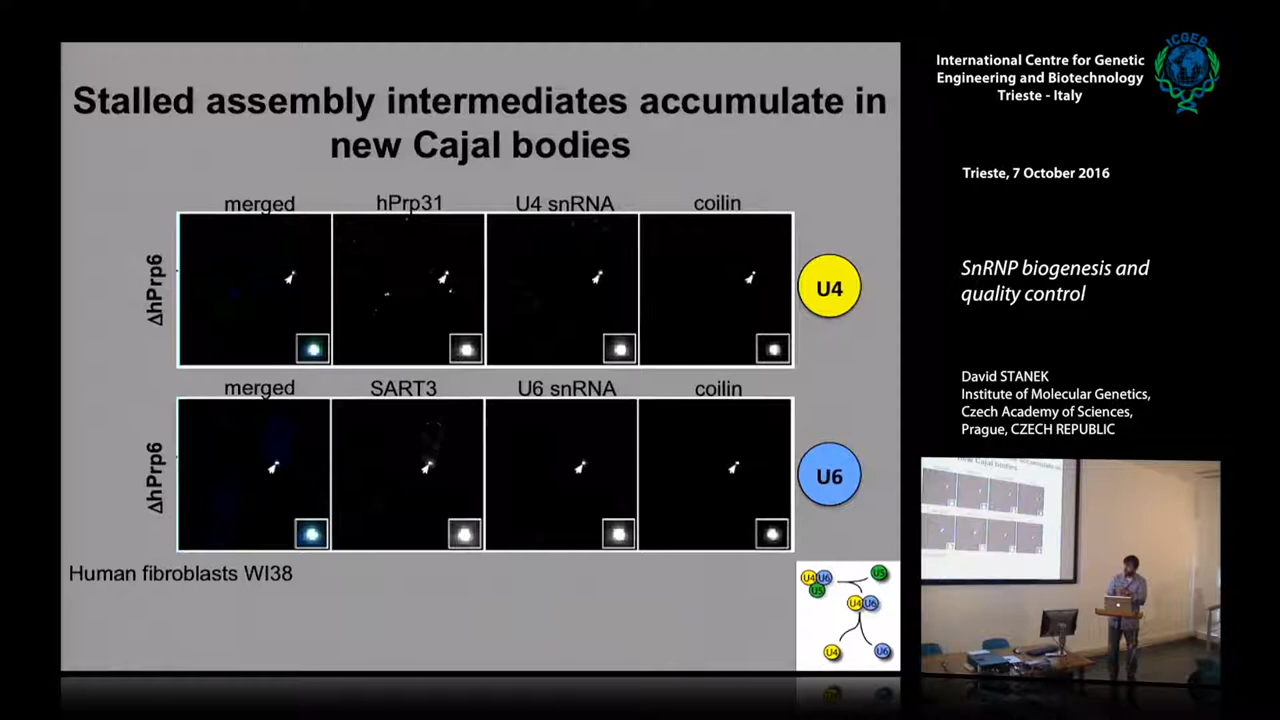 Stalled assembly intermediates accumulate in
new Cajal bodies
merged hPrp31 U4 snRNA coilin
ΔhPrp6
U4
merged SART3 U6 snRNA coilin
ΔhPrp6
U6
Human fibroblasts WI38
U4 U6 U5
U5
U4 U6
U4 U6
International Centre for Genetic
Engineering and Biotechnology
Trieste - Italy
ICGEB
Trieste, 7 October 2016
SnRNP biogenesis and
quality control
David STANEK
Institute of Molecular Genetics,
Czech Academy of Sciences,
Prague, CZECH REPUBLIC
new Cajal bodies